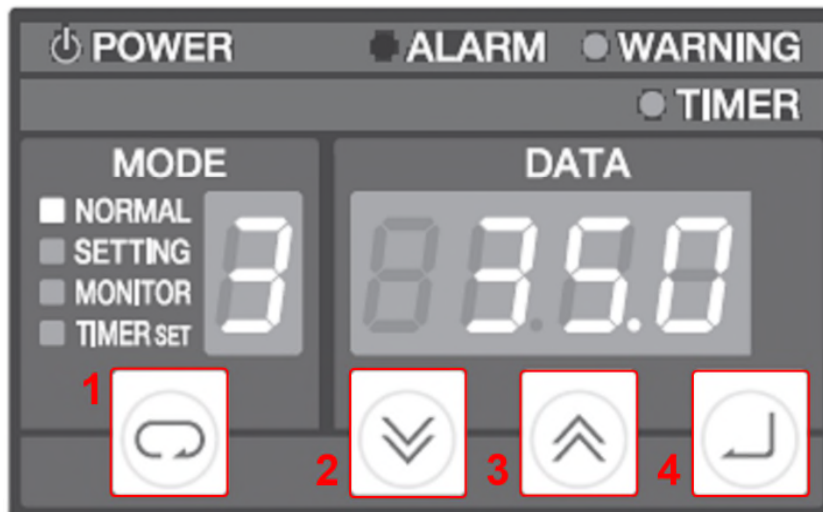 POWER ALARM WARNING
TIMER
MODE DATA
NORMAL
SETTING
MONITOR
TIMER SET
3 35.0
1
2 3 4